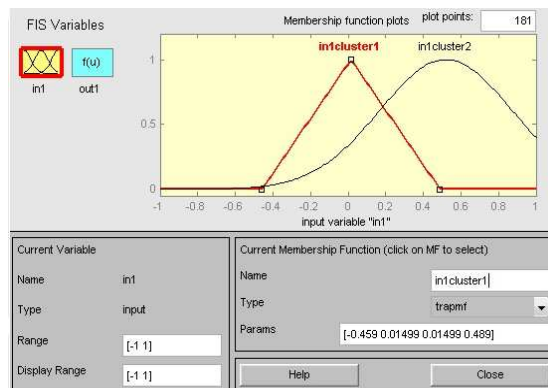 FIS Variables
Membership function plots
plot points:
181
f(u)
in1
out1
in1cluster1
in1cluster2
1
0.5
0
-1
-0.8
-0.6
-0.4
-0.2
0
0.2
0.4
0.6
0.8
1
input variable "in1"
Current Variable
Name
in1
Type
input
Range
[-1 1]
Display Range
[-1 1]
Current Membership Function (click on MF to select)
Name
in1cluster1
Type
trapmf
Params
[-0.459 0.01499 0.01499 0.489]
Help
Close